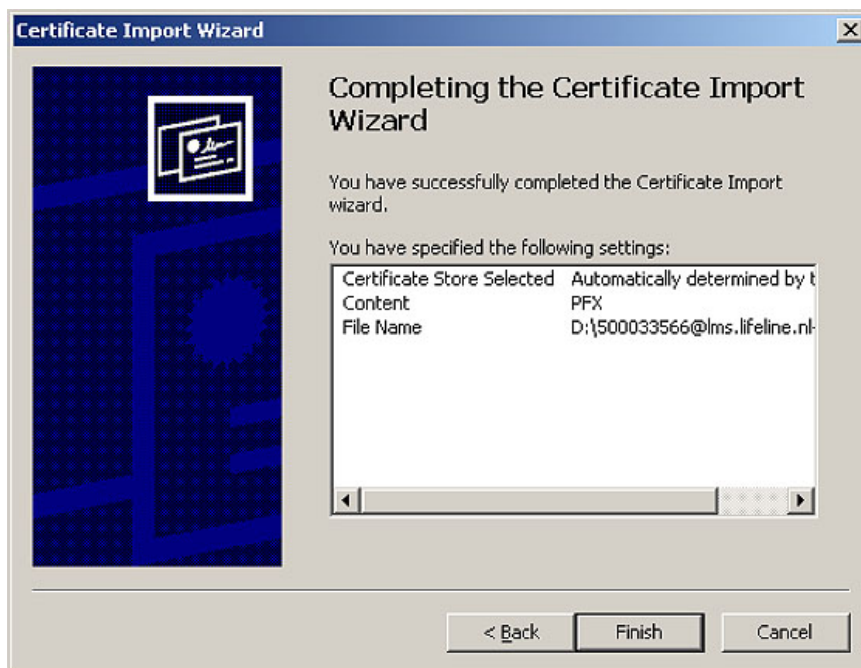 Certificate Import Wizard
Completing the Certificate Import
Wizard
You have successfully completed the Certificate Import
wizard.
You have specified the following settings:
Certificate Store Selected Automatically determined by t
Content PFX
File Name D:\500033566@lms.lifeline.nl-
< Back Finish Cancel